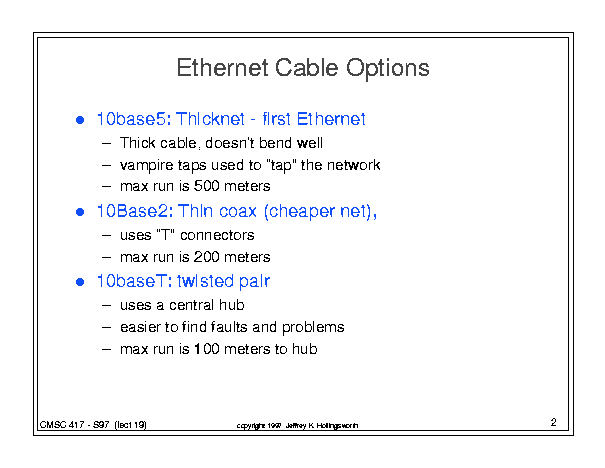 Ethernet Cable Options
● 10base5: Thicknet - first Ethernet
– Thick cable, doesn't bend well
– vampire taps used to "tap" the network
– max run is 500 meters
● 10Base2: Thin coax (cheaper net),
– uses "T" connectors
– max run is 200 meters
● 10baseT: twisted pair
– uses a central hub
– easier to find faults and problems
– max run is 100 meters to hub
CMSC 417 - S97 (lect 19) copyright 1997 Jeffrey K. Hollingsworth 2